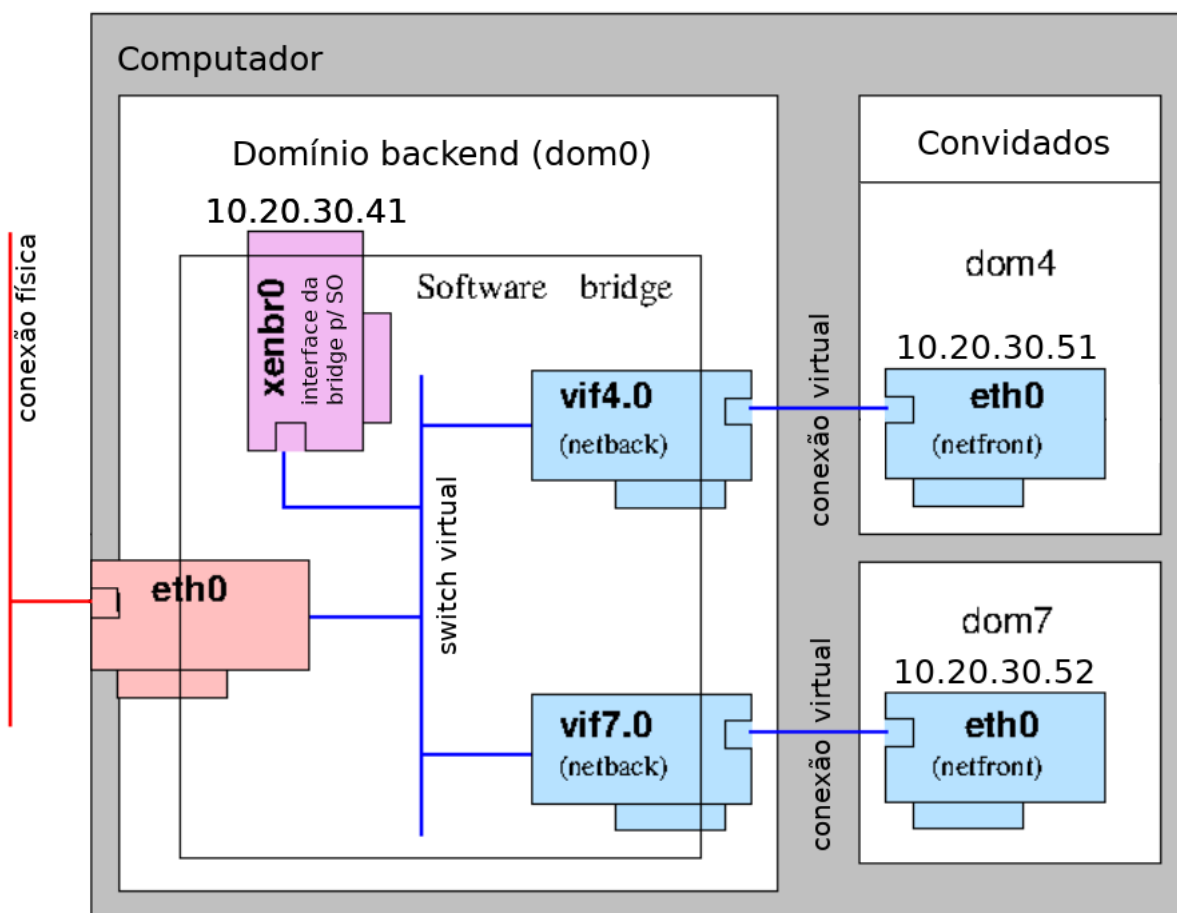 Computador
Domínio backend (dom0)
10.20.30.41
xenbr0
interface da
bridge p/ SO
Software bridge
conexão física
eth0
switch virtual
vif4.0
(netback)
vif7.0
(netback)
conexão virtual
conexão virtual
Convidados
dom4
10.20.30.51
eth0
(netfront)
dom7
10.20.30.52
eth0
(netfront)